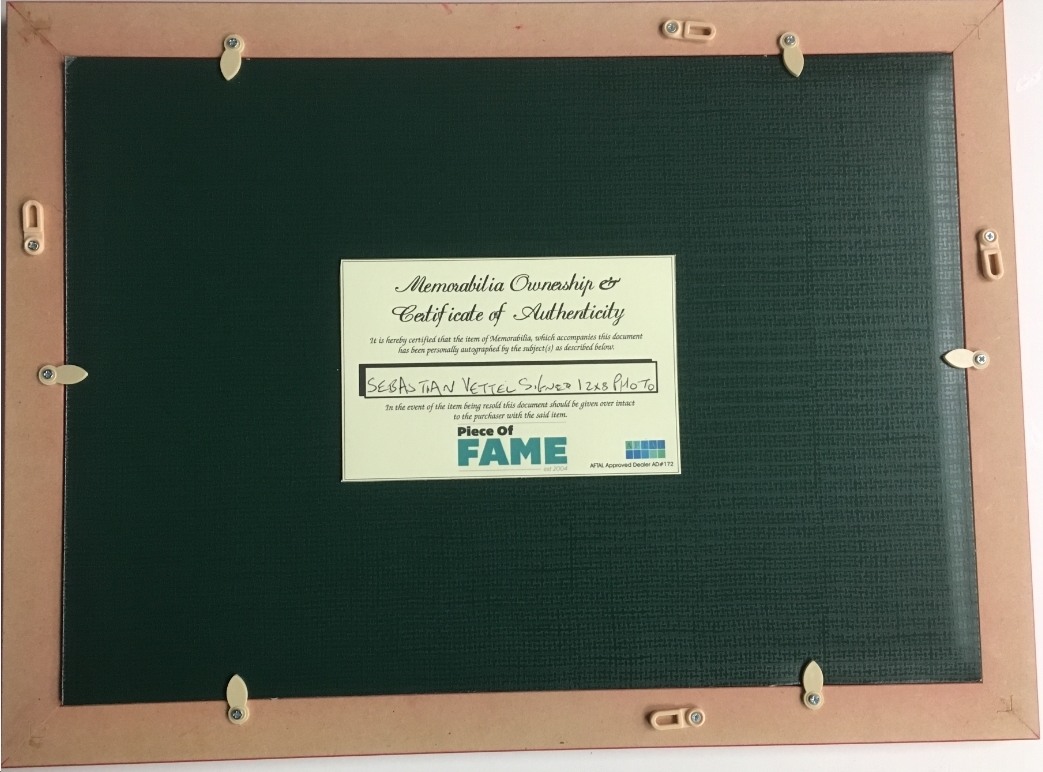 Memorabilia Ownership &
Certificate of Authenticity
It is hereby certified that the item of Memorabilia, which accompanies this document
has been personally autographed by the subject(s) as described below.
SEBASTIAN VETTEL SIGNED 12X8 PHOTO
In the event of the item being resold this document should be given over intact
to the purchaser with the said item.
Piece Of
FAME
est 2004
AFTAL Approved Dealer AD#172